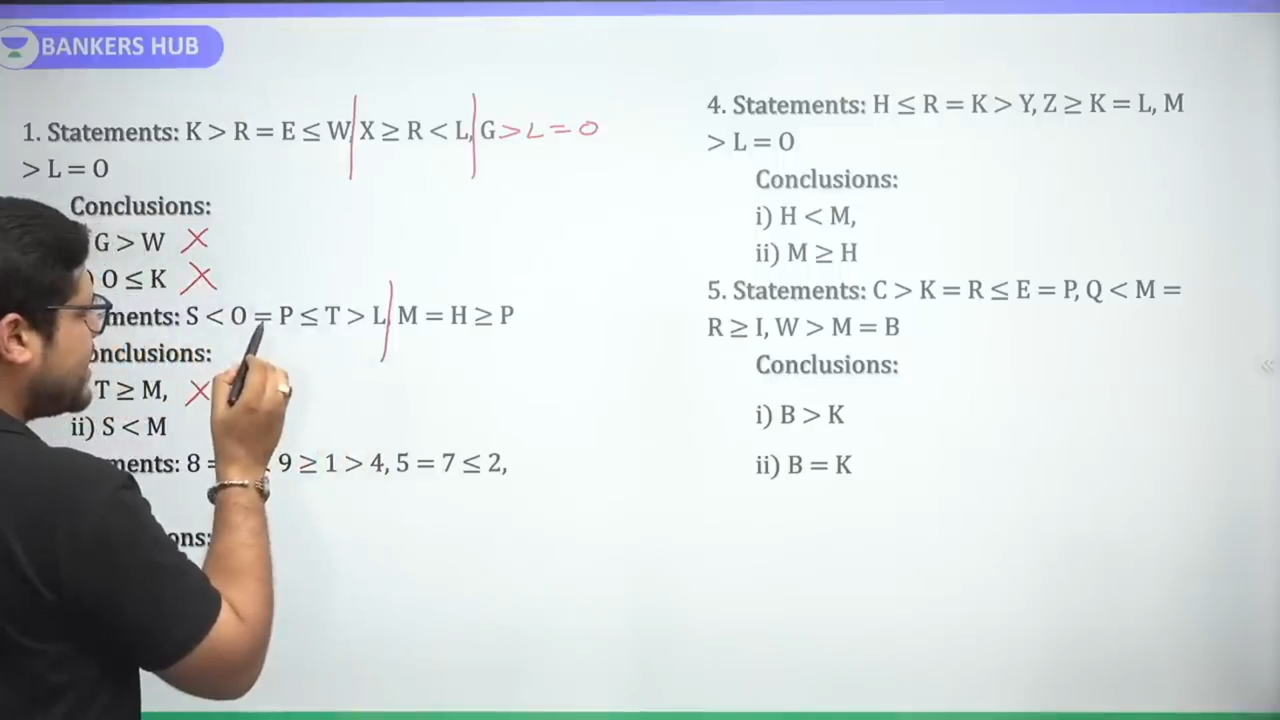 BANKERS HUB
1. Statements: K > R = E ≤ W, X ≥ R < L, G > L = O
> L = O
Conclusions:
G > W ✗
) O ≤ K ✗
ments: S < O = P ≤ T > L, M = H ≥ P
onclusions:
T ≥ M, ✗
ii) S < M
ments: 8 = 9 ≥ 1 > 4, 5 = 7 ≤ 2,
ons:
4. Statements: H ≤ R = K > Y, Z ≥ K = L, M
> L = O
Conclusions:
i) H < M,
ii) M ≥ H
5. Statements: C > K = R ≤ E = P, Q < M =
R ≥ I, W > M = B
Conclusions:
i) B > K
ii) B = K